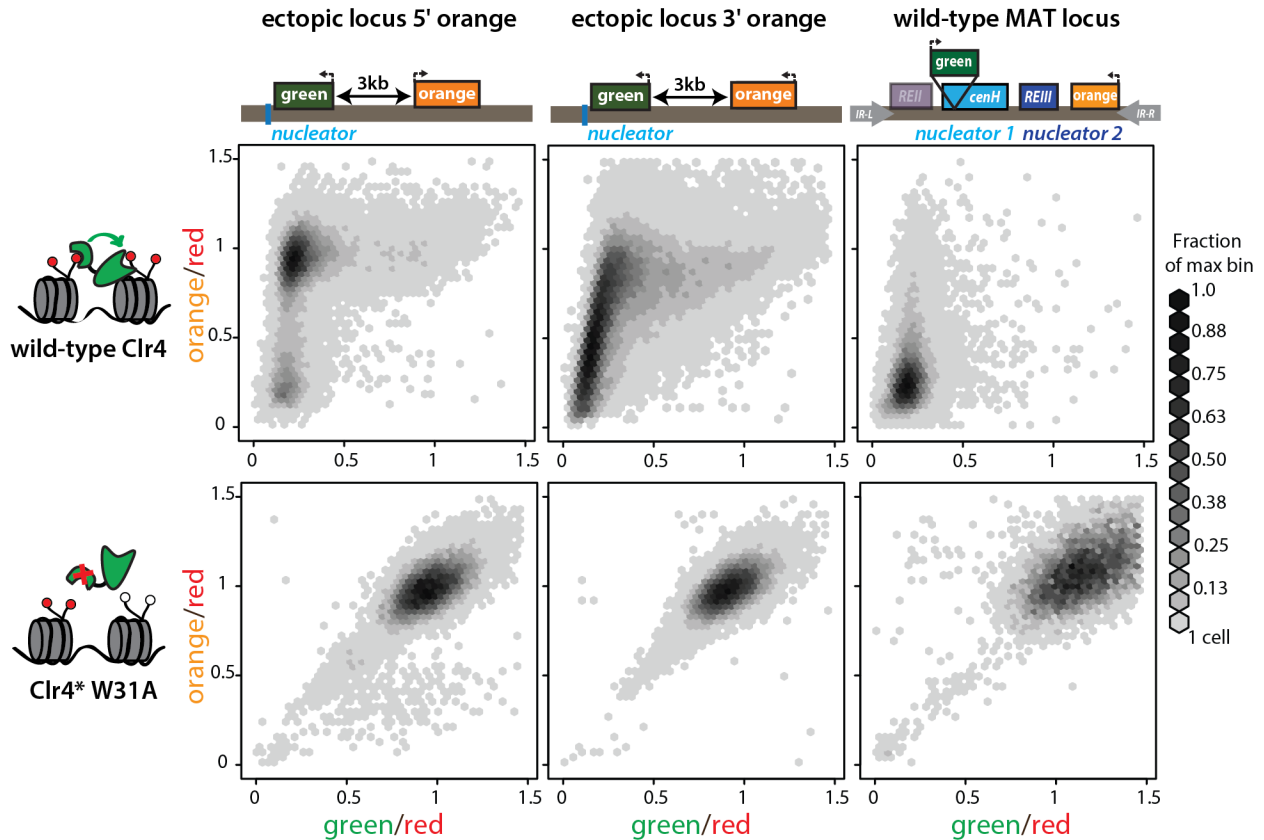 ectopic locus 5' orange
ectopic locus 3' orange
wild-type MAT locus
green
3kb
orange
nucleator
green
3kb
orange
nucleator
green
REII
cenH
REIII
orange
IR-L
IR-R
nucleator 1 nucleator 2
wild-type Clr4
orange/red
1.5
1
0.5
0
0 0.5 1 1.5
0 0.5 1 1.5
0 0.5 1 1.5
Fraction
of max bin
1.0
0.88
0.75
0.63
0.50
0.38
0.25
0.13
1 cell
Clr4* W31A
orange/red
1.5
1
0.5
0
0 0.5 1 1.5
0 0.5 1 1.5
0 0.5 1 1.5
green/red
green/red
green/red